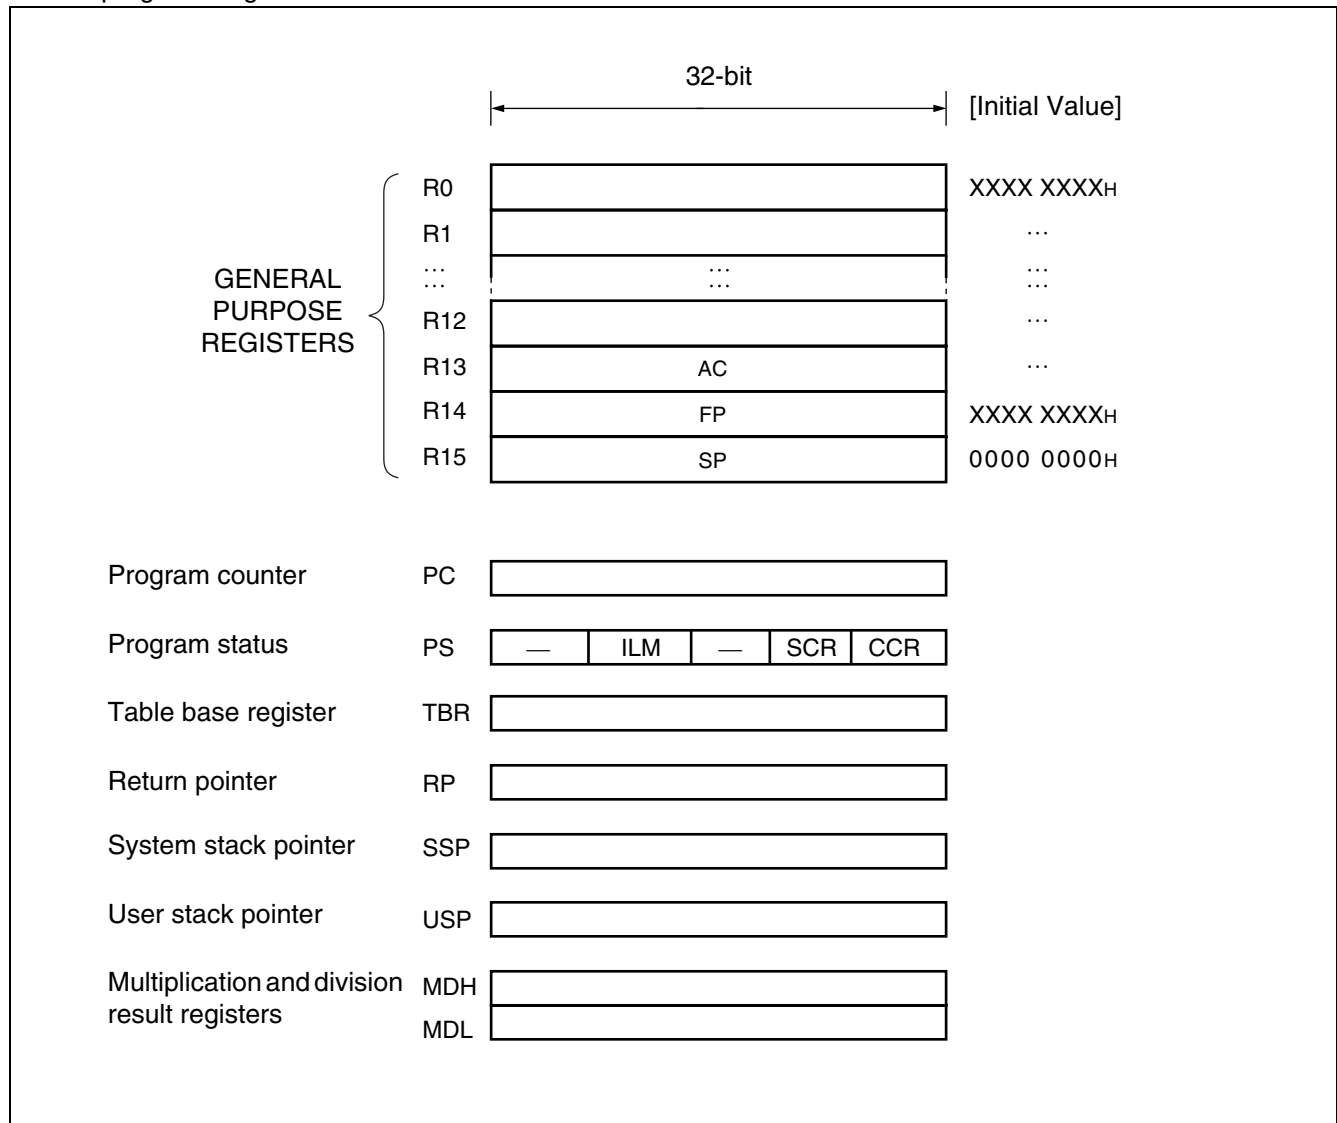 32-bit
[Initial Value]
R0 XXXX XXXXH
R1 ...
... ... ...
... ... ...
GENERAL
PURPOSE
REGISTERS
R12 ...
R13 AC ...
R14 FP XXXX XXXXH
R15 SP 0000 0000H
Program counter PC
Program status PS — ILM — SCR CCR
Table base register TBR
Return pointer RP
System stack pointer SSP
User stack pointer USP
Multiplication and division MDH
result registers MDL